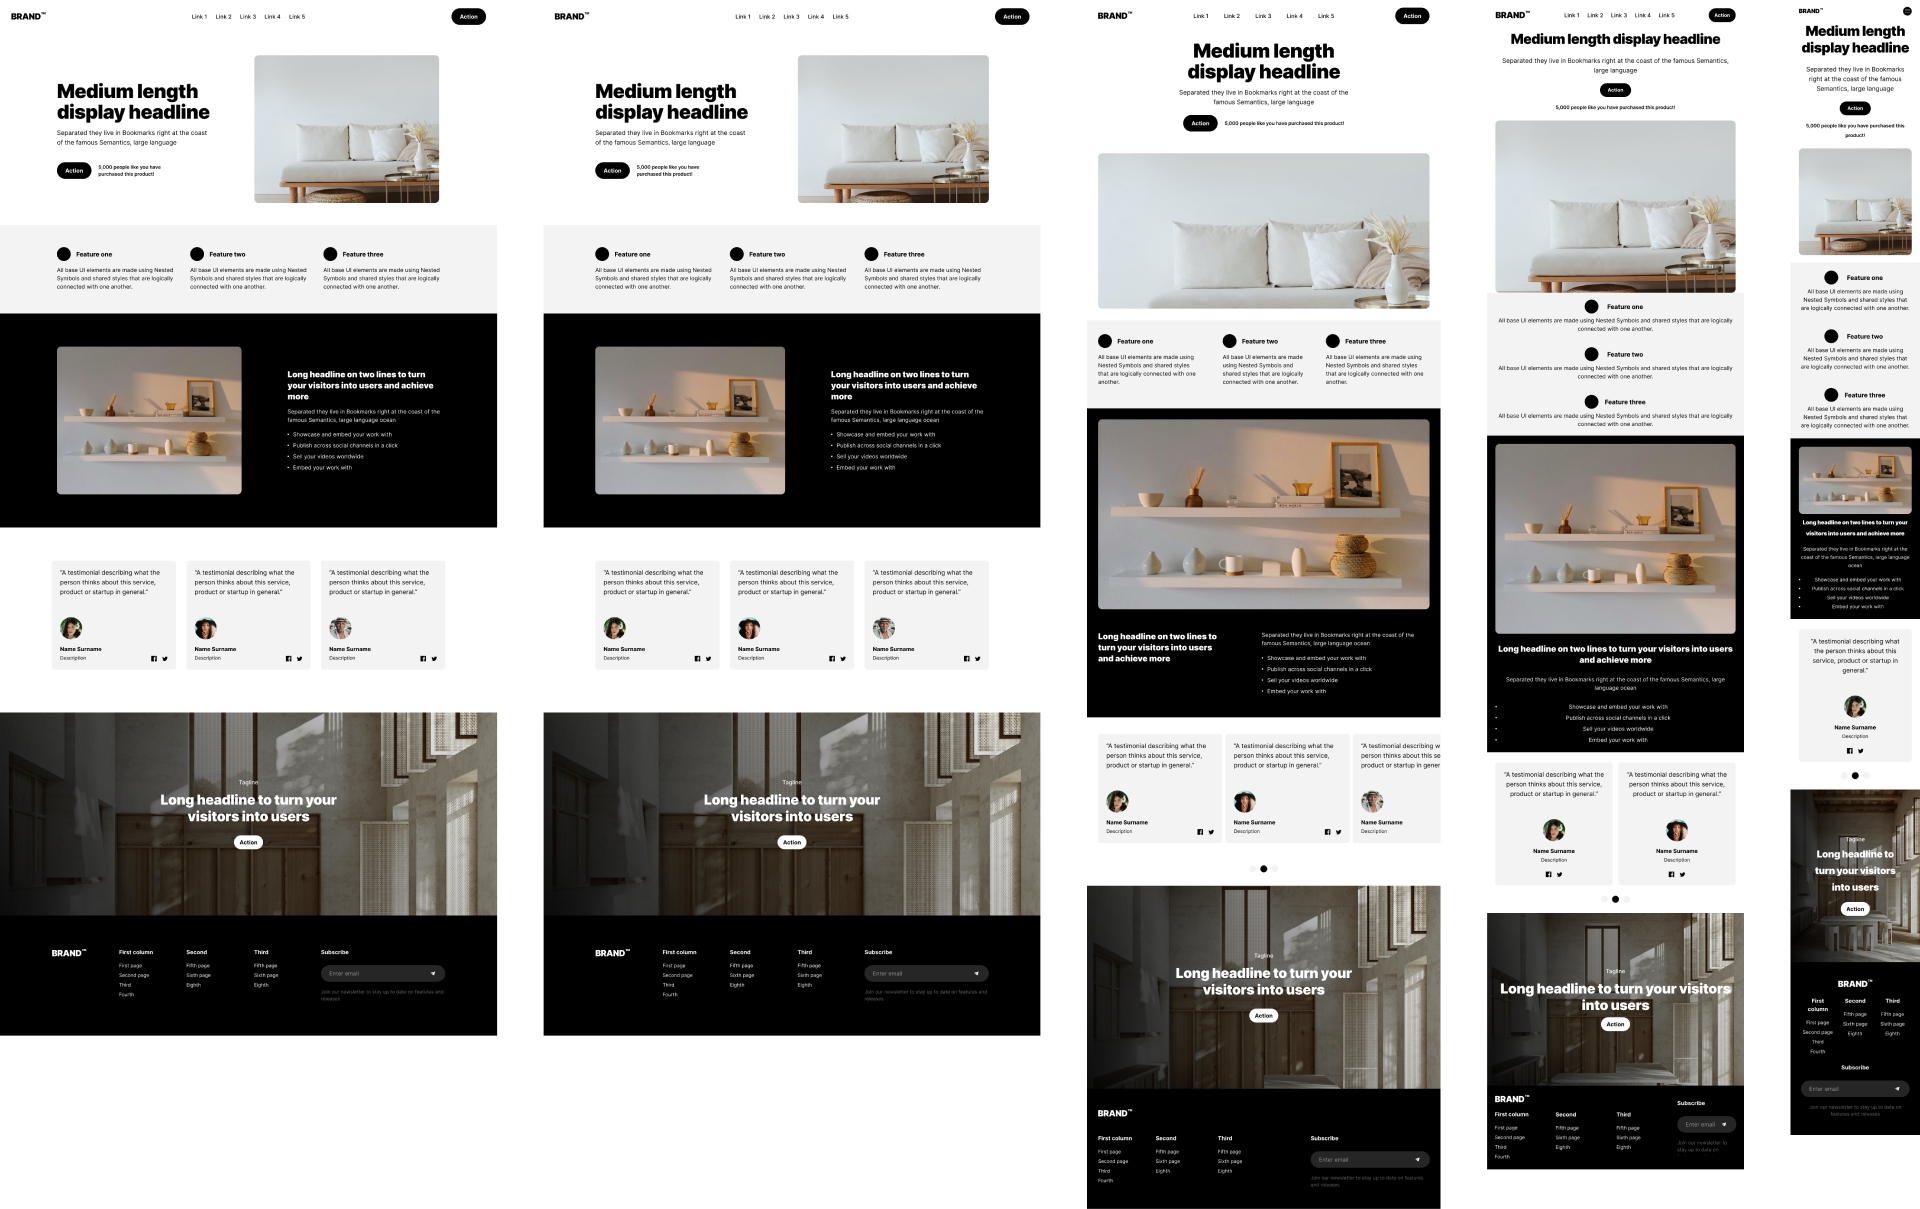 BRAND™
Link 1 Link 2 Link 3 Link 4 Link 5
Action
Medium length
display headline
Separated they live in Bookmarks right at the coast
of the famous Semantics, large language
Action
5,000 people like you have
purchased this product!
Feature one
All base UI elements are made using Nested
Symbols and shared styles that are logically
connected with one another.
Feature two
All base UI elements are made using Nested
Symbols and shared styles that are logically
connected with one another.
Feature three
All base UI elements are made using Nested
Symbols and shared styles that are logically
connected with one another.
Long headline on two lines to turn
your visitors into users and achieve
more
Separated they live in Bookmarks right at the coast of the
famous Semantics, large language ocean
• Showcase and embed your work with
• Publish across social channels in a click
• Sell your videos worldwide
• Embed your work with
“A testimonial describing what the
person thinks about this service,
product or startup in general.”
Name Surname
Description
“A testimonial describing what the
person thinks about this service,
product or startup in general.”
Name Surname
Description
“A testimonial describing what the
person thinks about this service,
product or startup in general.”
Name Surname
Description
Tagline
Long headline to turn your
visitors into users
Action
BRAND™
First column
First page
Second page
Third
Fourth
Second
Fifth page
Sixth page
Eighth
Third
Fifth page
Sixth page
Eighth
Subscribe
Enter email
Join our newsletter to stay up to date on features and
releases
BRAND™
Link 1 Link 2 Link 3 Link 4 Link 5
Action
Medium length
display headline
Separated they live in Bookmarks right at the coast
of the famous Semantics, large language
Action
5,000 people like you have
purchased this product!
Feature one
All base UI elements are made using Nested
Symbols and shared styles that are logically
connected with one another.
Feature two
All base UI elements are made using Nested
Symbols and shared styles that are logically
connected with one another.
Feature three
All base UI elements are made using Nested
Symbols and shared styles that are logically
connected with one another.
Long headline on two lines to turn
your visitors into users and achieve
more
Separated they live in Bookmarks right at the coast of the
famous Semantics, large language ocean
• Showcase and embed your work with
• Publish across social channels in a click
• Sell your videos worldwide
• Embed your work with
“A testimonial describing what the
person thinks about this service,
product or startup in general.”
Name Surname
Description
“A testimonial describing what the
person thinks about this service,
product or startup in general.”
Name Surname
Description
“A testimonial describing what the
person thinks about this service,
product or startup in general.”
Name Surname
Description
Tagline
Long headline to turn your
visitors into users
Action
BRAND™
First column
First page
Second page
Third
Fourth
Second
Fifth page
Sixth page
Eighth
Third
Fifth page
Sixth page
Eighth
Subscribe
Enter email
Join our newsletter to stay up to date on features and
releases
BRAND™
Link 1 Link 2 Link 3 Link 4 Link 5
Action
Medium length
display headline
Separated they live in Bookmarks right at the coast of the
famous Semantics, large language
Action
5,000 people like you have purchased this product!
Feature one
All base UI elements are made using
Nested Symbols and shared styles
that are logically connected with one
another.
Feature two
All base UI elements are made
using Nested Symbols and
shared styles that are logically
connected with one another.
Feature three
All base UI elements are made using
Nested Symbols and shared styles
that are logically connected with one
another.
Long headline on two lines to
turn your visitors into users
and achieve more
Separated they live in Bookmarks right at the coast of the
famous Semantics, large language ocean
• Showcase and embed your work with
• Publish across social channels in a click
• Sell your videos worldwide
• Embed your work with
“A testimonial describing what the
person thinks about this service,
product or startup in general.”
Name Surname
Description
“A testimonial describing what the
person thinks about this service,
product or startup in general.”
Name Surname
Description
“A testimonial describing w
person thinks about this se
product or startup in gener
Name Surname
Description
Tagline
Long headline to turn your
visitors into users
Action
BRAND™
First column
First page
Second page
Third
Fourth
Second
Fifth page
Sixth page
Eighth
Third
Fifth page
Sixth page
Eighth
Subscribe
Enter email
Join our newsletter to stay up to date on features
and releases
BRAND™
Link 1 Link 2 Link 3 Link 4 Link 5
Action
Medium length display headline
Separated they live in Bookmarks right at the coast of the famous Semantics,
large language
Action
5,000 people like you have purchased this product!
Feature one
All base UI elements are made using Nested Symbols and shared styles that are logically
connected with one another.
Feature two
All base UI elements are made using Nested Symbols and shared styles that are logically
connected with one another.
Feature three
All base UI elements are made using Nested Symbols and shared styles that are logically
connected with one another.
Long headline on two lines to turn your visitors into users
and achieve more
Separated they live in Bookmarks right at the coast of the famous Semantics, large
language ocean
• Showcase and embed your work with
• Publish across social channels in a click
• Sell your videos worldwide
• Embed your work with
“A testimonial describing what the
person thinks about this service,
product or startup in general.”
Name Surname
Description
“A testimonial describing what the
person thinks about this service,
product or startup in general.”
Name Surname
Description
Tagline
Long headline to turn your visitors
into users
Action
BRAND™
First column
First page
Second page
Third
Fourth
Second
Fifth page
Sixth page
Eighth
Third
Fifth page
Sixth page
Eighth
Subscribe
Enter email
Join our newsletter to
stay up to date on
BRAND™
Medium length
display headline
Separated they live in Bookmarks
right at the coast of the famous
Semantics, large language
Action
5,000 people like you have purchased this
product!
Feature one
All base UI elements are made using
Nested Symbols and shared styles that
are logically connected with one another.
Feature two
All base UI elements are made using
Nested Symbols and shared styles that
are logically connected with one another.
Feature three
All base UI elements are made using
Nested Symbols and shared styles that
are logically connected with one another.
Long headline on two lines to turn your
visitors into users and achieve more
Separated they live in Bookmarks right at the
coast of the famous Semantics, large language
ocean
• Showcase and embed your work with
• Publish across social channels in a click
• Sell your videos worldwide
• Embed your work with
“A testimonial describing what
the person thinks about this
service, product or startup in
general.”
Name Surname
Description
Tagline
Long headline to
turn your visitors
into users
Action
BRAND™
First
column
First page
Second page
Third
Fourth
Second
Fifth page
Sixth page
Eighth
Third
Fifth page
Sixth page
Eighth
Subscribe
Enter email
Join our newsletter to stay up to date on
features and releases